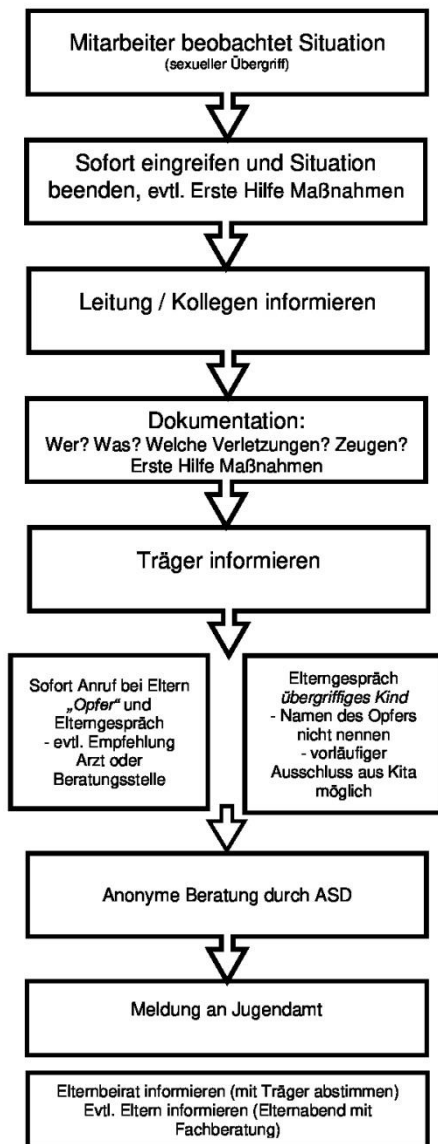 Mitarbeiter beobachtet Situation
(sexueller Übergriff)
Sofort eingreifen und Situation
beenden, evtl. Erste Hilfe Maßnahmen
Leitung / Kollegen informieren
Dokumentation:
Wer? Was? Welche Verletzungen? Zeugen?
Erste Hilfe Maßnahmen
Träger informieren
Sofort Anruf bei Eltern
„Opfer" und
Elterngespräch
- evtl. Empfehlung
Arzt oder
Beratungsstelle
Elterngespräch
übergriffiges Kind
- Namen des Opfers
nicht nennen
- vorläufiger
Ausschluss aus Kita
möglich
Anonyme Beratung durch ASD
Meldung an Jugendamt
Elternbeirat informieren (mit Träger abstimmen)
Evtl. Eltern informieren (Elternabend mit
Fachberatung)